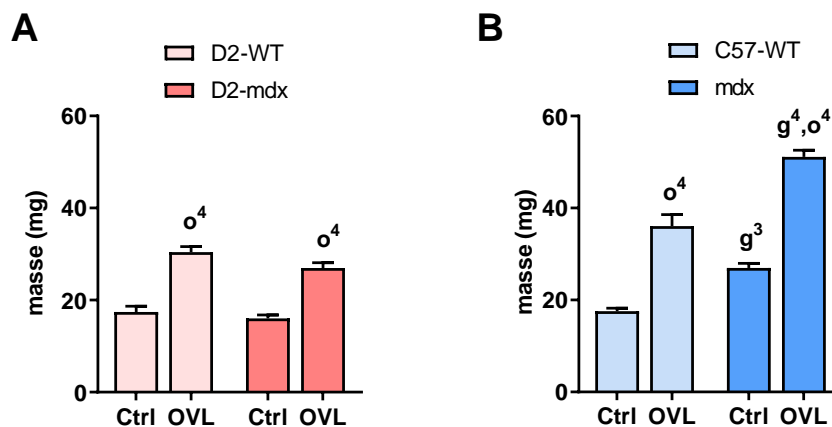 A
D2-WT
D2-mdx
masse (mg)
60
40
20
0
o⁴
o⁴
Ctrl OVL Ctrl OVL
B
C57-WT
mdx
masse (mg)
60
40
20
0
o⁴
g³
g⁴,o⁴
Ctrl OVL Ctrl OVL